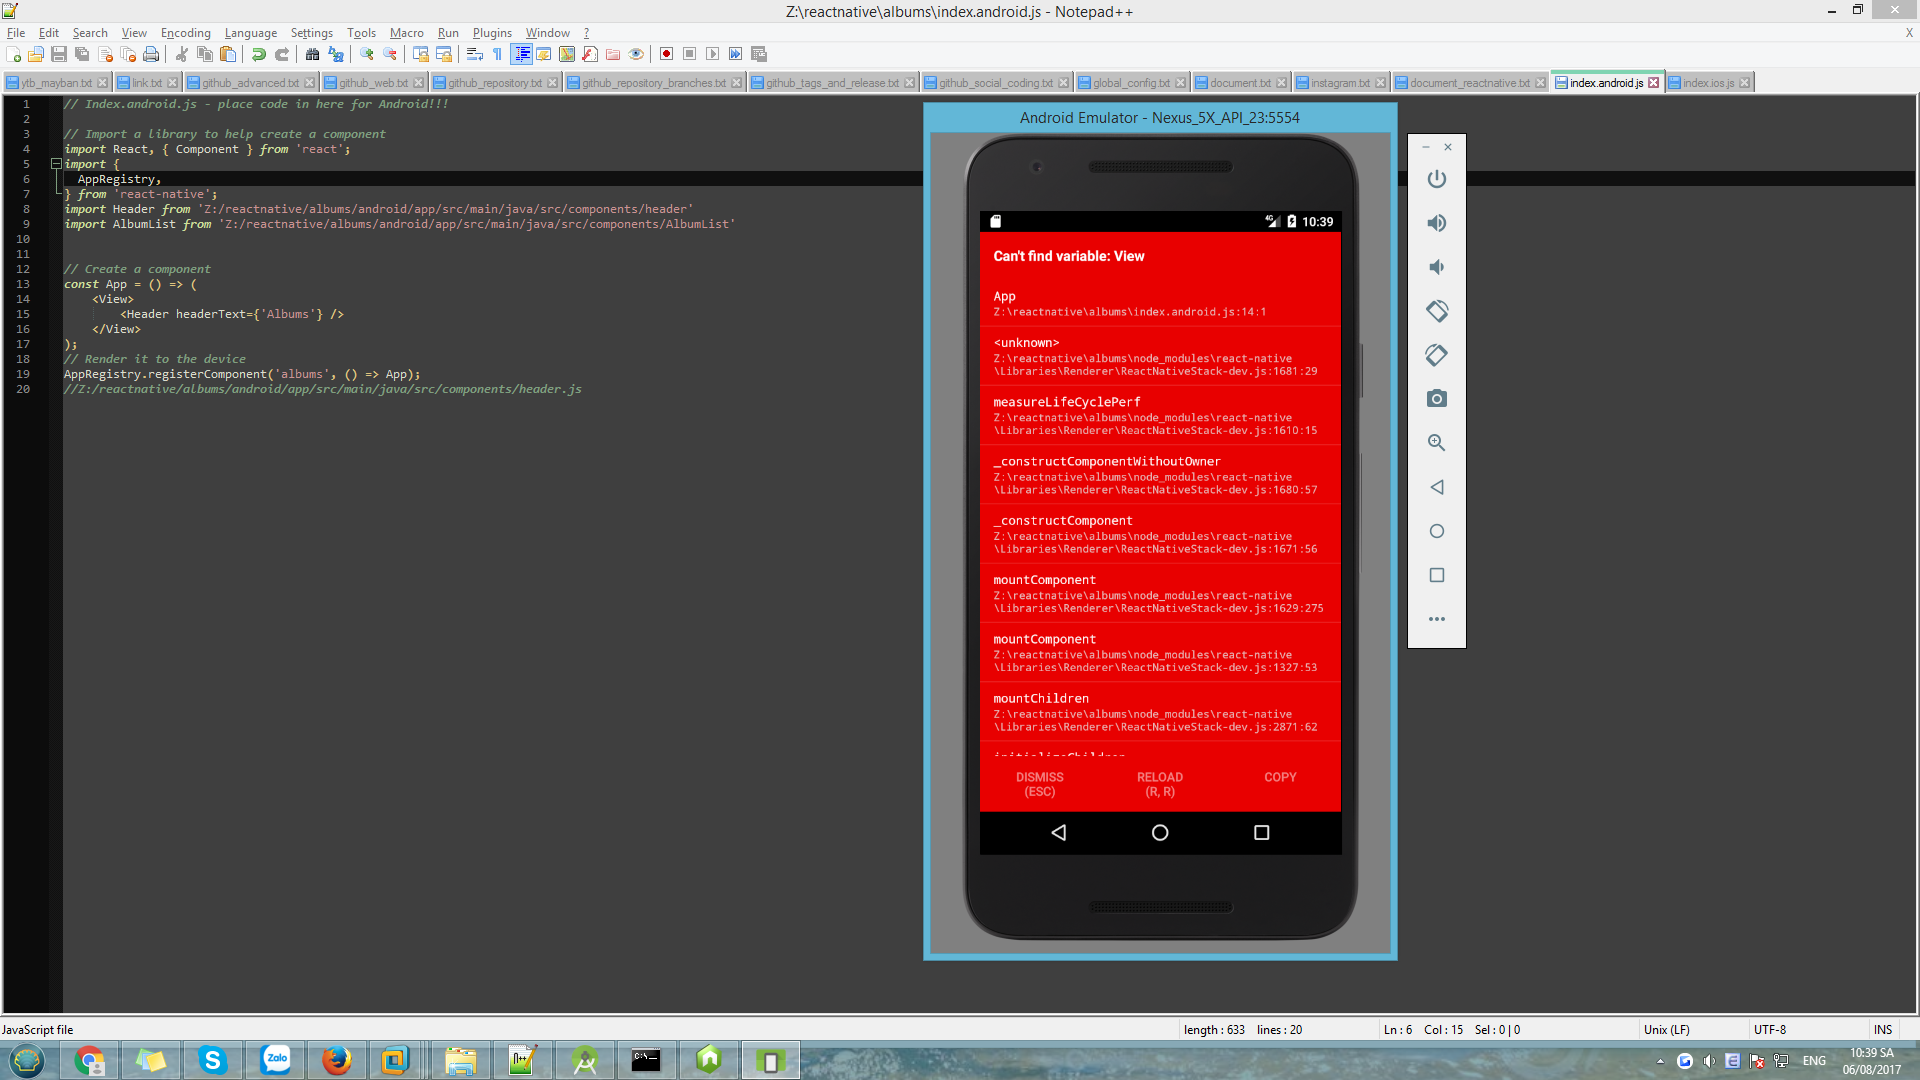 Z:\reactnative\albums\index.android.js - Notepad++
File Edit Search View Encoding Language Settings Tools Macro Run Plugins Window ? X
ytb_mayban.txt link.txt github_advanced.txt github_web.txt github_repository.txt github_repository_branches.txt github_tags_and_release.txt github_social_coding.txt global_config.txt document.txt instagram.txt document_reactnative.txt index.android.js index.ios.js
1 // Index.android.js - place code in here for Android!!!
2
3 // Import a library to help create a component
4 import React, { Component } from 'react';
5 import {
6 AppRegistry,
7 } from 'react-native';
8 import Header from 'Z:/reactnative/albums/android/app/src/main/java/src/components/header'
9 import AlbumList from 'Z:/reactnative/albums/android/app/src/main/java/src/components/AlbumList'
10
11
12 // Create a component
13 const App = () => (
14 <View>
15 <Header headerText={'Albums'} />
16 </View>
17 );
18 // Render it to the device
19 AppRegistry.registerComponent('albums', () => App);
20 //Z:/reactnative/albums/android/app/src/main/java/src/components/header.js
Android Emulator - Nexus_5X_API_23:5554
4G 10:39
Can't find variable: View
App
Z:\reactnative\albums\index.android.js:14:1
<unknown>
Z:\reactnative\albums\node_modules\react-native
\Libraries\Renderer\ReactNativeStack-dev.js:1681:29
measureLifeCyclePerf
Z:\reactnative\albums\node_modules\react-native
\Libraries\Renderer\ReactNativeStack-dev.js:1610:15
_constructComponentWithoutOwner
Z:\reactnative\albums\node_modules\react-native
\Libraries\Renderer\ReactNativeStack-dev.js:1680:57
_constructComponent
Z:\reactnative\albums\node_modules\react-native
\Libraries\Renderer\ReactNativeStack-dev.js:1671:56
mountComponent
Z:\reactnative\albums\node_modules\react-native
\Libraries\Renderer\ReactNativeStack-dev.js:1629:275
mountComponent
Z:\reactnative\albums\node_modules\react-native
\Libraries\Renderer\ReactNativeStack-dev.js:1327:53
mountChildren
Z:\reactnative\albums\node_modules\react-native
\Libraries\Renderer\ReactNativeStack-dev.js:2871:62
DISMISS
(ESC)
RELOAD
(R, R)
COPY
JavaScript file length : 633 lines : 20 Ln : 6 Col : 15 Sel : 0 | 0 Unix (LF) UTF-8 INS
Zalo
ENG
10:39 SA
06/08/2017